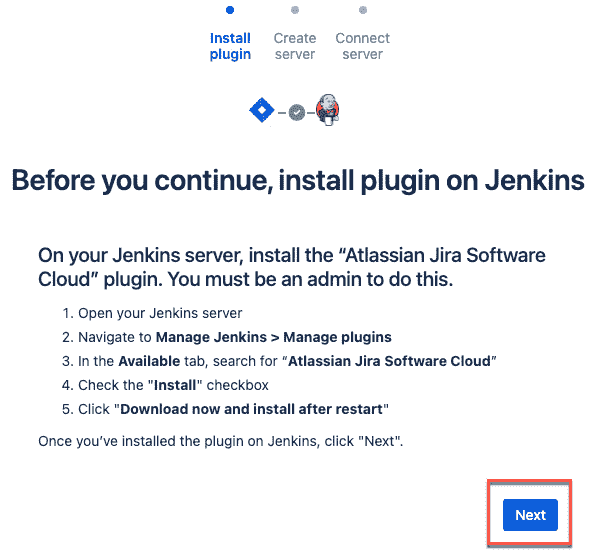 Install Create Connect
plugin server server
Before you continue, install plugin on Jenkins
On your Jenkins server, install the “Atlassian Jira Software
Cloud” plugin. You must be an admin to do this.
1. Open your Jenkins server
2. Navigate to Manage Jenkins > Manage plugins
3. In the Available tab, search for “Atlassian Jira Software Cloud”
4. Check the "Install" checkbox
5. Click "Download now and install after restart"
Once you’ve installed the plugin on Jenkins, click "Next".
Next